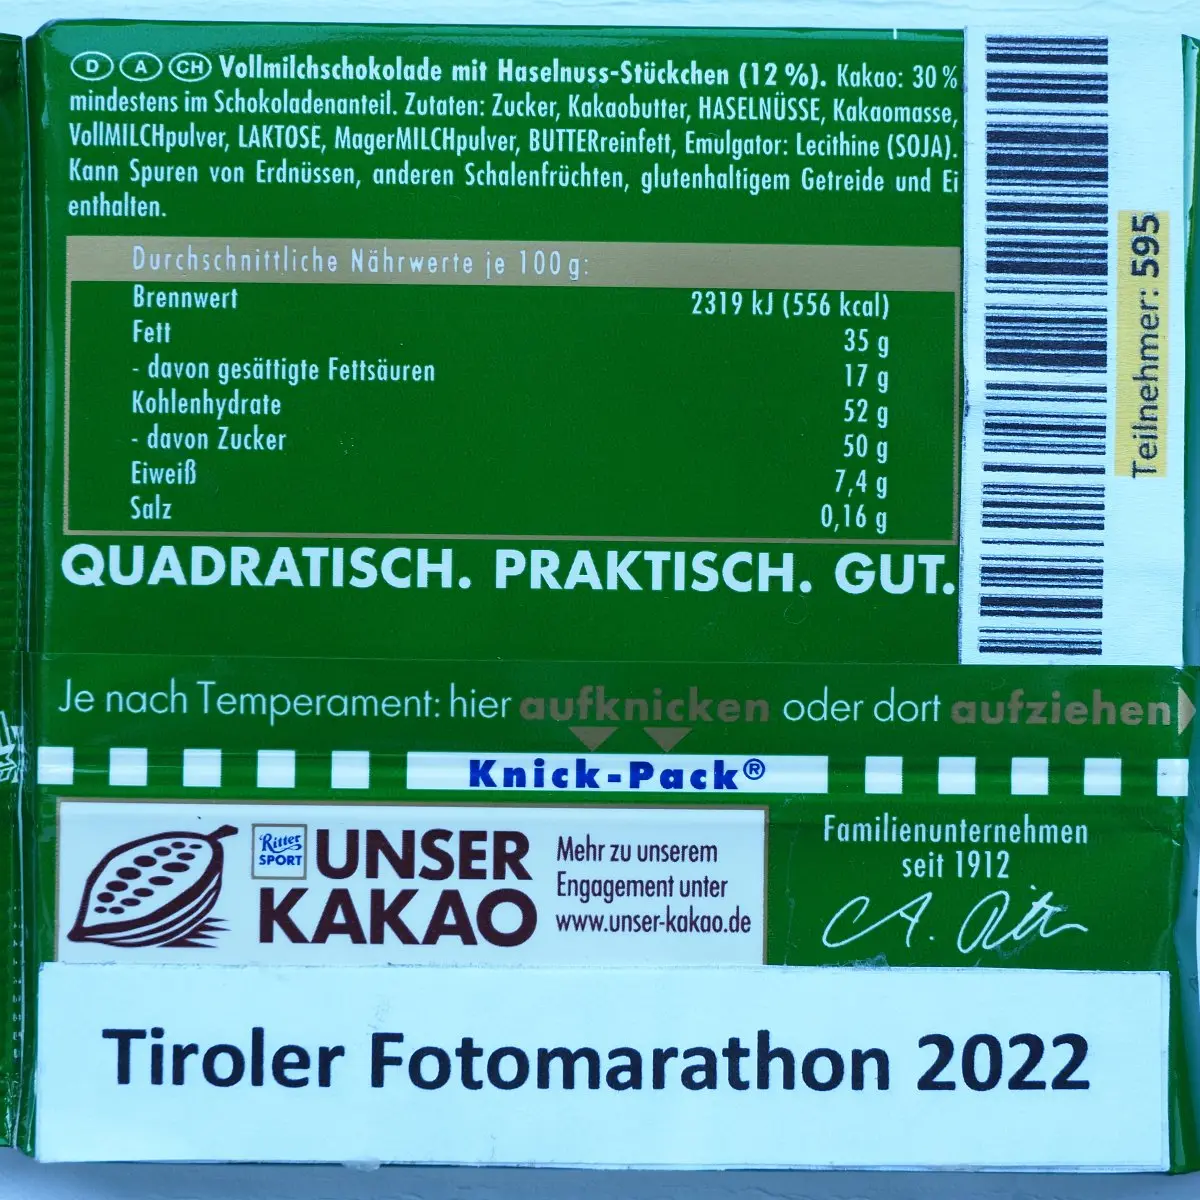 D A CH Vollmilchschokolade mit Haselnuss-Stückchen (12 %). Kakao: 30 %
mindestens im Schokoladenanteil. Zutaten: Zucker, Kakaobutter, HASELNÜSSE, Kakaomasse,
VollMILCHpulver, LAKTOSE, MagerMILCHpulver, BUTTERreinfett, Emulgator: Lecithine (SOJA).
Kann Spuren von Erdnüssen, anderen Schalenfrüchten, glutenhaltigem Getreide und Ei
enthalten.
Durchschnittliche Nährwerte je 100 g:
Brennwert 2319 kJ (556 kcal)
Fett 35 g
- davon gesättigte Fettsäuren 17 g
Kohlenhydrate 52 g
- davon Zucker 50 g
Eiweiß 7,4 g
Salz 0,16 g
QUADRATISCH. PRAKTISCH. GUT.
Teilnehmer: 595
Je nach Temperament: hier aufknicken oder dort aufziehen
Knick-Pack®
Ritter
SPORT
UNSER
KAKAO
Mehr zu unserem
Engagement unter
www.unser-kakao.de
Familienunternehmen
seit 1912
A. Ritter
Tiroler Fotomarathon 2022